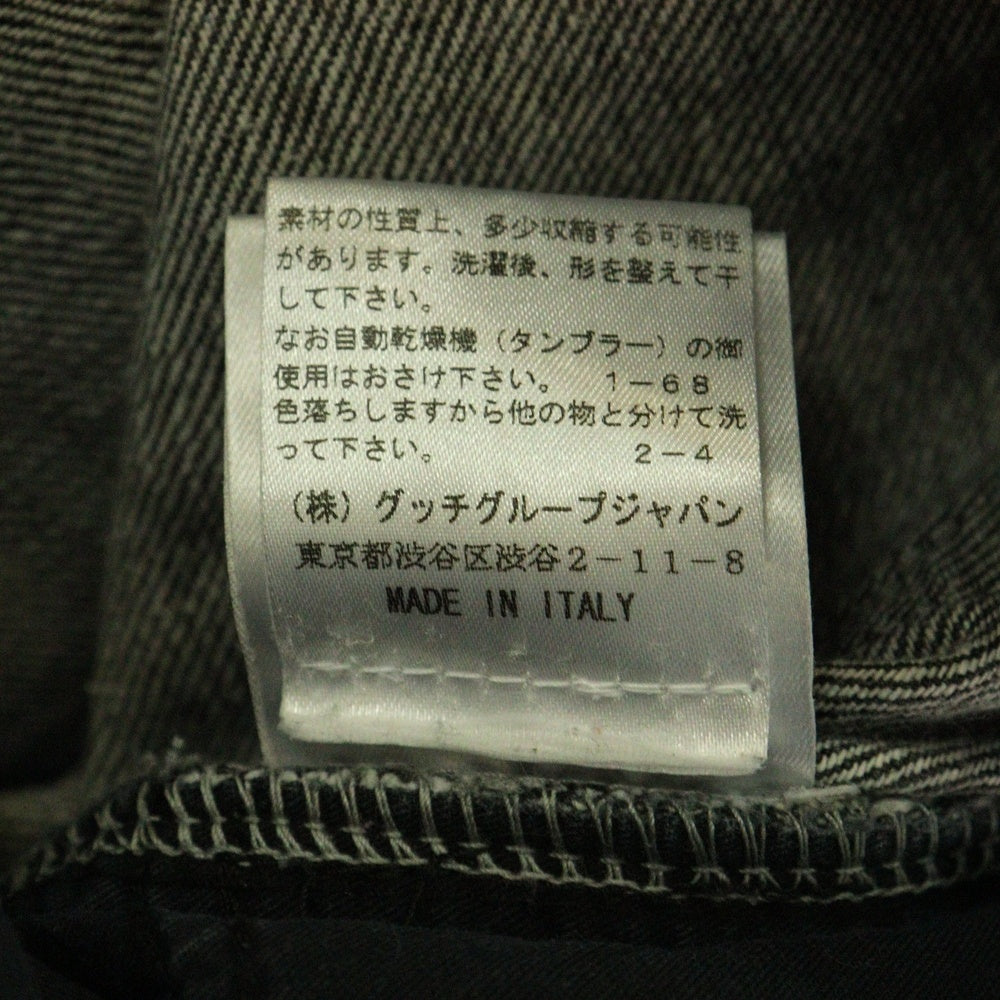 素材の性質上、多少収縮する可能性
があります。洗濯後、形を整えて干
して下さい。
なお自動乾燥機（タンブラー）の御
使用はおさけ下さい。 1－68
色落ちしますから他の物と分けて洗
って下さい。 2－4
（株）グッチグループジャパン
東京都渋谷区渋谷2－11－8
MADE IN ITALY